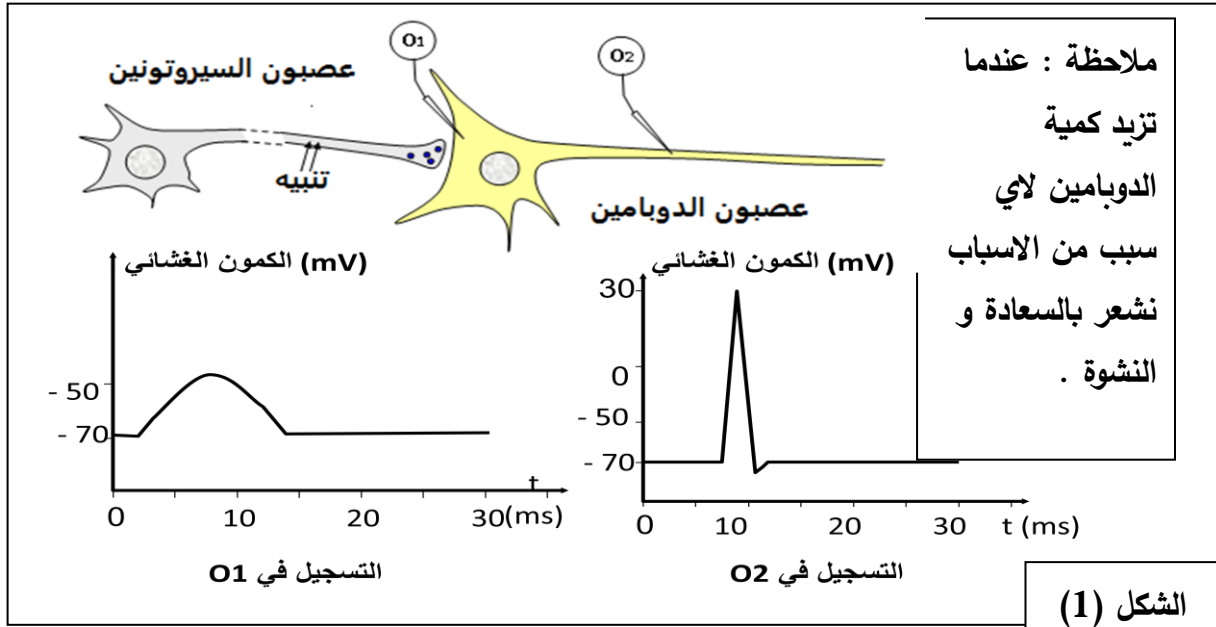 عصبون السيروتونين
O1
O2
تنبيه
عصبون الدوبامين
ملاحظة : عندما
تزيد كمية
الدوبامين لاي
سبب من الاسباب
نشعر بالسعادة و
النشوة .
الكمون الغشائي (mV)
- 50
- 70
0 10 20 30(ms)
t
التسجيل في O1
الكمون الغشائي (mV)
30
0
- 50
- 70
0 10 20 30 t (ms)
التسجيل في O2
الشكل (1)